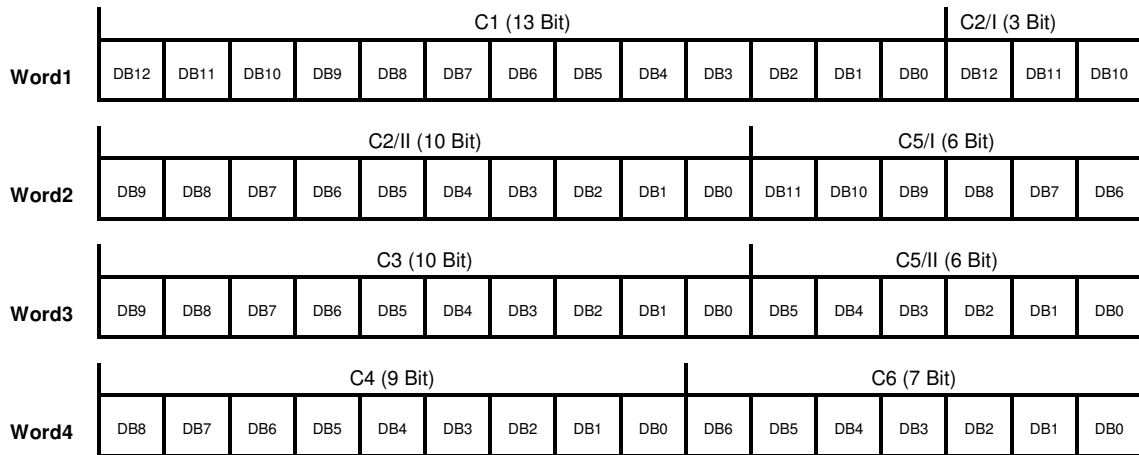 C1 (13 Bit) C2/I (3 Bit)
Word1 DB12 DB11 DB10 DB9 DB8 DB7 DB6 DB5 DB4 DB3 DB2 DB1 DB0 DB12 DB11 DB10
C2/II (10 Bit) C5/I (6 Bit)
Word2 DB9 DB8 DB7 DB6 DB5 DB4 DB3 DB2 DB1 DB0 DB11 DB10 DB9 DB8 DB7 DB6
C3 (10 Bit) C5/II (6 Bit)
Word3 DB9 DB8 DB7 DB6 DB5 DB4 DB3 DB2 DB1 DB0 DB5 DB4 DB3 DB2 DB1 DB0
C4 (9 Bit) C6 (7 Bit)
Word4 DB8 DB7 DB6 DB5 DB4 DB3 DB2 DB1 DB0 DB6 DB5 DB4 DB3 DB2 DB1 DB0